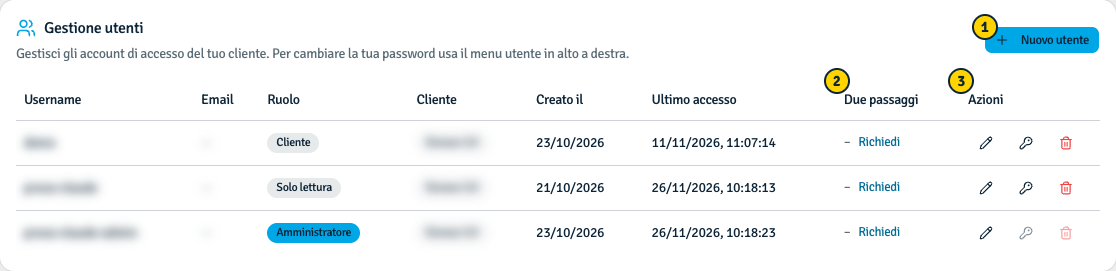 Gestione utenti
Gestisci gli account di accesso del tuo cliente. Per cambiare la tua password usa il menu utente in alto a destra.
1
+ Nuovo utente
2
3
Username Email Ruolo Cliente Creato il Ultimo accesso Due passaggi Azioni
Cliente 23/10/2026 11/11/2026, 11:07:14 – Richiedi
Solo lettura 21/10/2026 26/11/2026, 10:18:13 – Richiedi
Amministratore 23/10/2026 26/11/2026, 10:18:23 – Richiedi